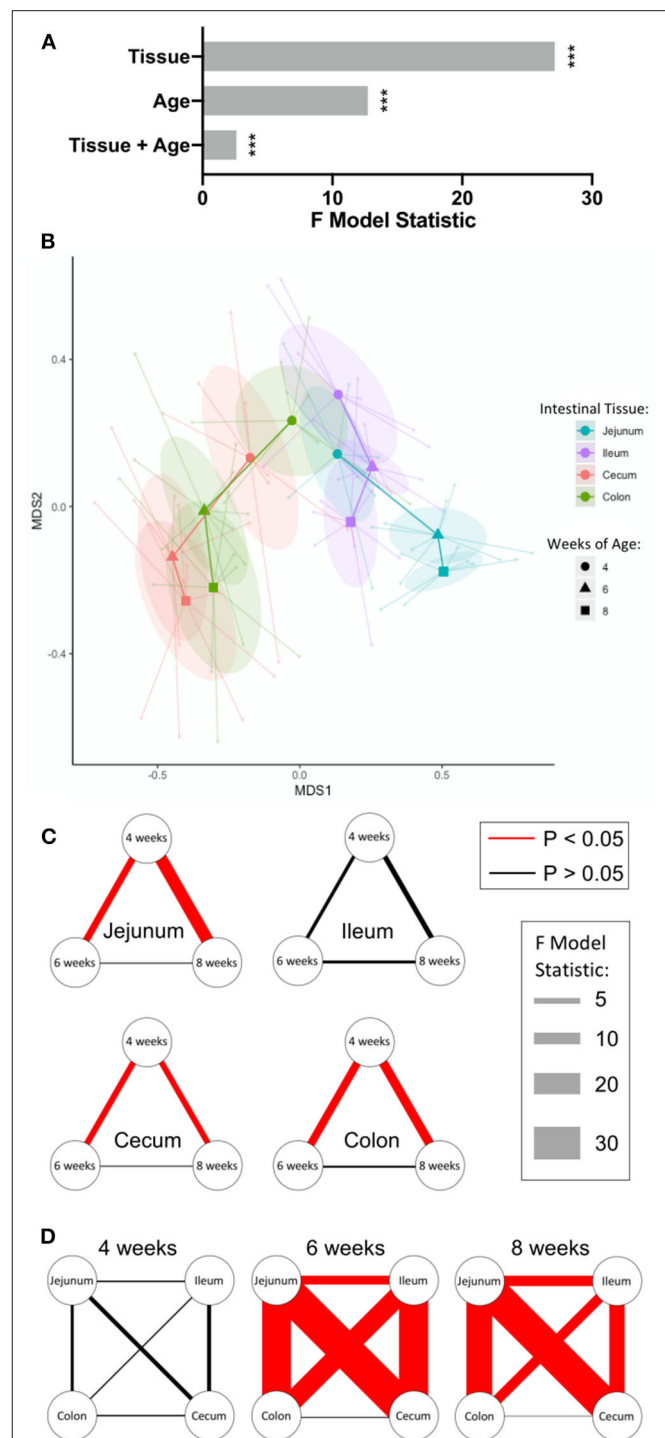 A
Tissue
***
Age
***
Tissue + Age
***
0 10 20 30
F Model Statistic
B
0.4
0.0
-0.4
MDS2
-0.5 0.0 0.5
MDS1
Intestinal Tissue:
Jejunum
Ileum
Cecum
Colon
Weeks of Age:
4
6
8
C
4 weeks
Jejunum
6 weeks 8 weeks
4 weeks
Ileum
6 weeks 8 weeks
P < 0.05
P > 0.05
4 weeks
Cecum
6 weeks 8 weeks
4 weeks
Colon
6 weeks 8 weeks
F Model
Statistic:
5
10
20
30
D
4 weeks
Jejunum Ileum
Colon Cecum
6 weeks
Jejunum Ileum
Colon Cecum
8 weeks
Jejunum Ileum
Colon Cecum